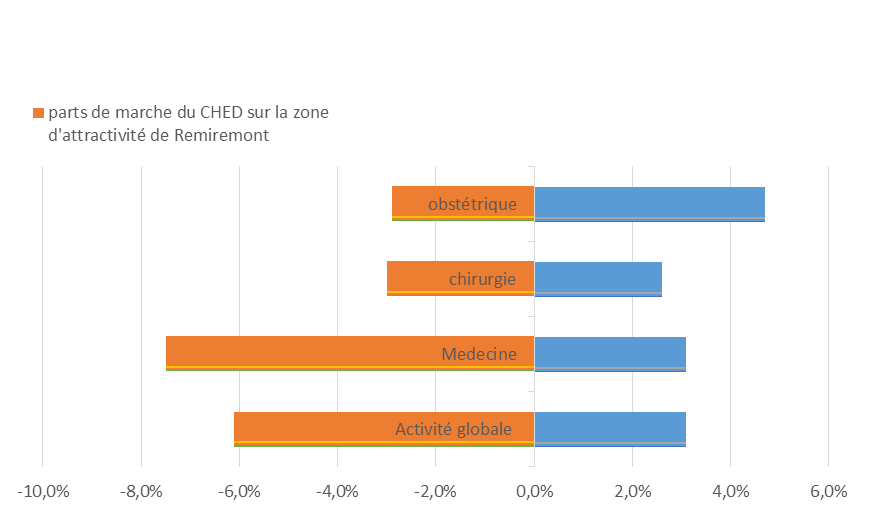 parts de marche du CHED sur la zone
d'attractivité de Remiremont
obstétrique
chirurgie
Medecine
Activité globale
-10,0% -8,0% -6,0% -4,0% -2,0% 0,0% 2,0% 4,0% 6,0%